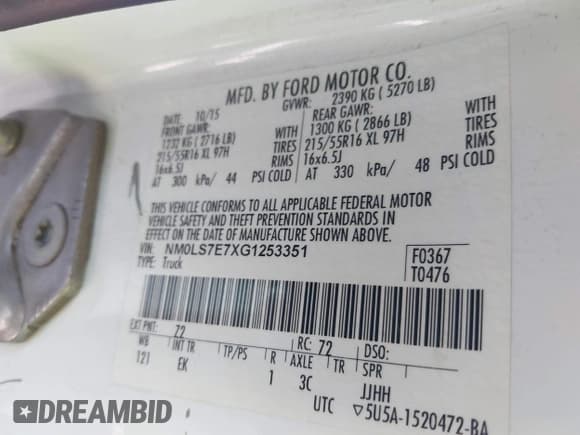 MFD. BY FORD MOTOR CO.
DATE: 10/15 GVWR: 2390 KG ( 5270 LB)
FRONT GAWR: REAR GAWR:
1232 KG ( 2716 LB) WITH 1300 KG ( 2866 LB) WITH
215/55R16 XL 97H TIRES 215/55R16 XL 97H TIRES
16x6.5J RIMS 16x6.5J RIMS
AT 300 kPa/ 44 PSI COLD AT 330 kPa/ 48 PSI COLD
THIS VEHICLE CONFORMS TO ALL APPLICABLE FEDERAL MOTOR
VEHICLE SAFETY AND THEFT PREVENTION STANDARDS IN
EFFECT ON THE DATE OF MANUFACTURE SHOWN ABOVE.
VIN: NM0LS7E7XG1253351 F0367
TYPE: Truck T0476
EXT PNT: Z2 RC: 72 DSO:
WB INT TR TP/PS R AXLE TR SPR
121 EK 1 3C JJHH
UTC ▽5U5A-1520472-BA
DREAMBID